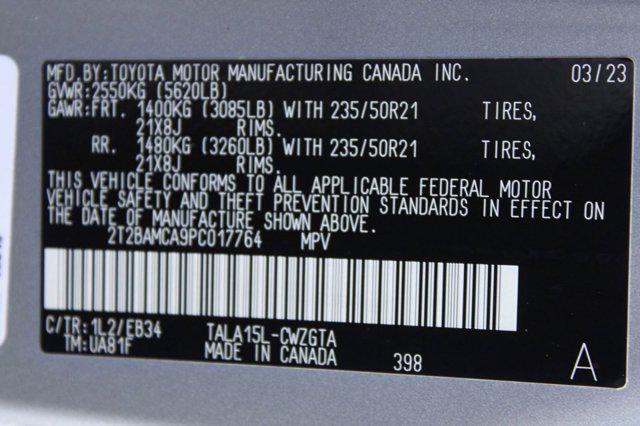 MFD.BY:TOYOTA MOTOR MANUFACTURING CANADA INC. 03/23
GVWR:2550KG (5620LB)
GAWR:FRT. 1400KG (3085LB) WITH 235/50R21 TIRES,
21X8J RIMS.
RR. 1480KG (3260LB) WITH 235/50R21 TIRES,
21X8J RIMS.
THIS VEHICLE CONFORMS TO ALL APPLICABLE FEDERAL MOTOR
VEHICLE SAFETY AND THEFT PREVENTION STANDARDS IN EFFECT ON
THE DATE OF MANUFACTURE SHOWN ABOVE.
2T2BAMCA9PC017764 MPV
C/TR:1L2/EB34 TALA15L-CWZGTA
TM:UA81F MADE IN CANADA 398 A